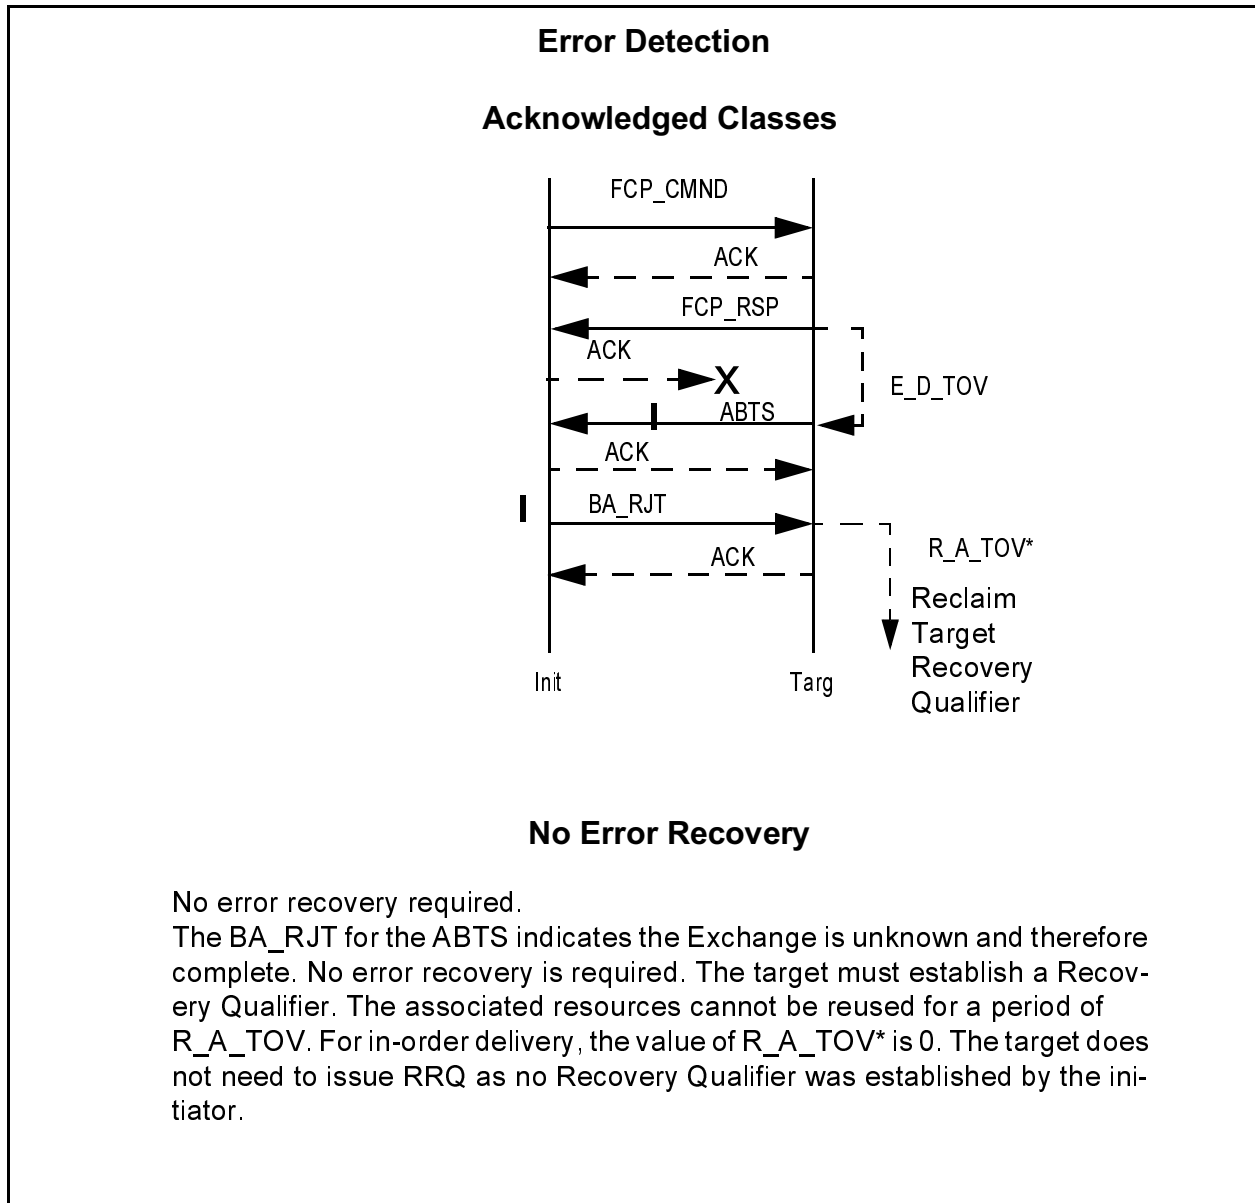 Error Detection
Acknowledged Classes
FCP_CMND
ACK
FCP_RSP
ACK
X
E_D_TOV
ABTS
ACK
BA_RJT
R_A_TOV*
ACK
Reclaim
Target
Recovery
Qualifier
Init
Targ
No Error Recovery
No error recovery required.
The BA_RJT for the ABTS indicates the Exchange is unknown and therefore
complete. No error recovery is required. The target must establish a Recov-
ery Qualifier. The associated resources cannot be reused for a period of
R_A_TOV. For in-order delivery, the value of R_A_TOV* is 0. The target does
not need to issue RRQ as no Recovery Qualifier was established by the ini-
tiator.